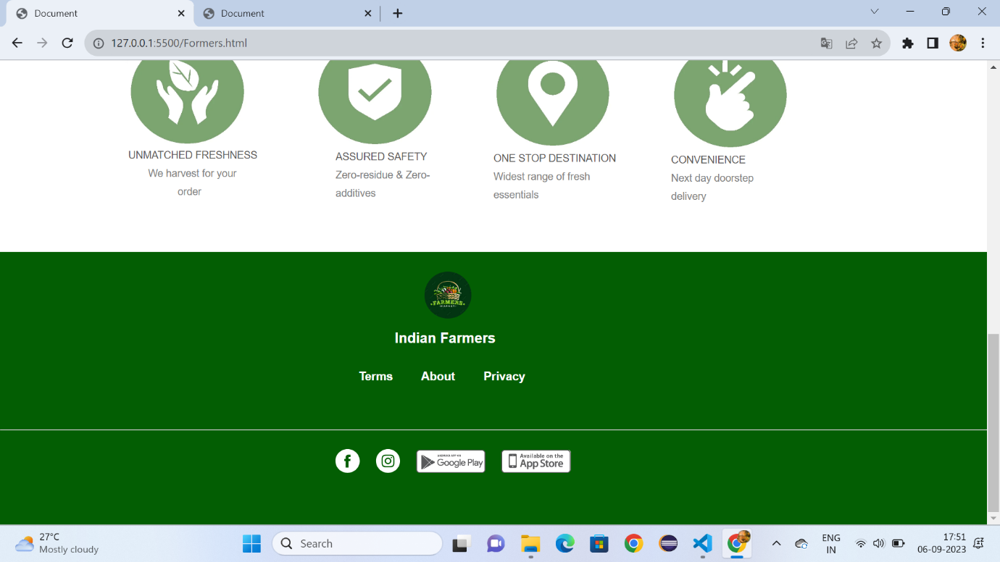 Document
Document
127.0.0.1:5500/Formers.html
UNMATCHED FRESHNESS
We harvest for your
order
ASSURED SAFETY
Zero-residue & Zero-
additives
ONE STOP DESTINATION
Widest range of fresh
essentials
CONVENIENCE
Next day doorstep
delivery
FARMERS
MARKET
Indian Farmers
Terms About Privacy
ANDROID APP ON
Google Play
Available on the
App Store
27°C
Mostly cloudy
Search
ENG
IN
17:51
06-09-2023